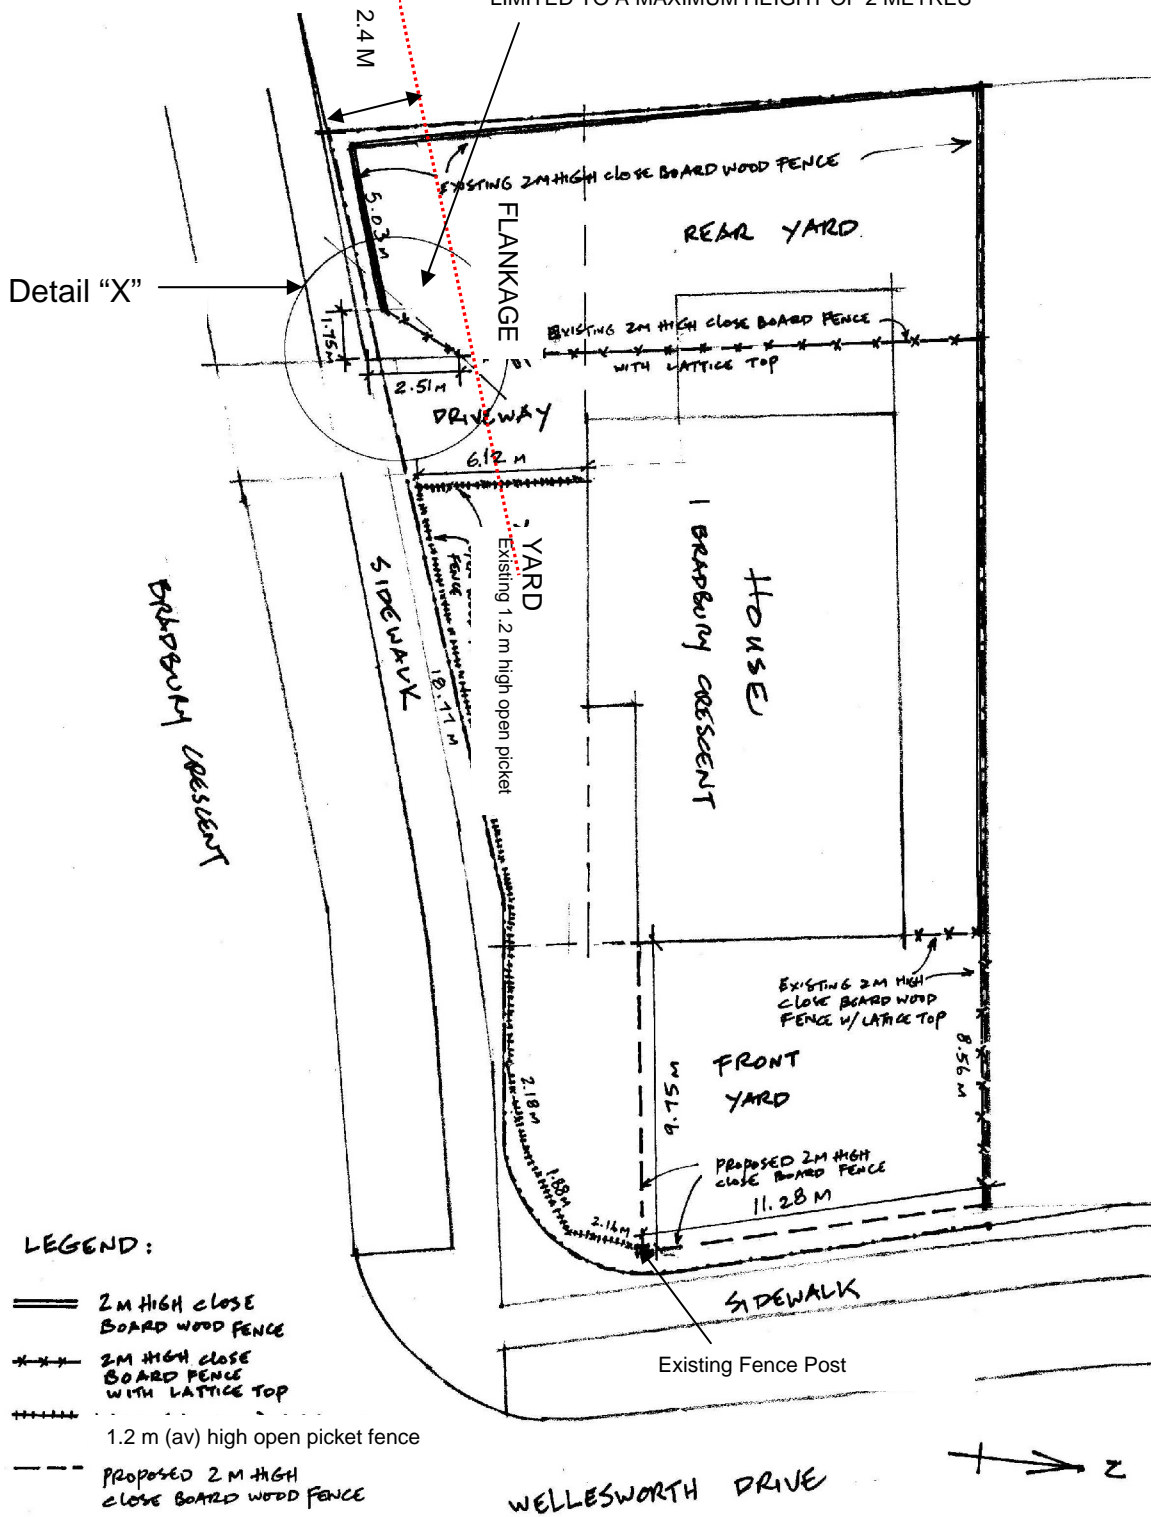 LIMITED TO A MAXIMUM HEIGHT OF 2 METRES
2.4 M
EXISTING 2M HIGH CLOSE BOARD WOOD FENCE
5.03 M
FLANKAGE
REAR YARD
Detail “X”
1.75M
EXISTING 2M HIGH CLOSE BOARD FENCE
WITH LATTICE TOP
2.51M
DRIVEWAY
6.12 M
YARD
FENCE
Existing 1.2 m high open picket
SIDEWALK
HOUSE
1 BRADBURY CRESCENT
BRADBURY CRESCENT
EXISTING 2M HIGH
CLOSE BOARD WOOD
FENCE W/ LATTICE TOP
8.56 M
FRONT
YARD
9.75M
2.18M
1.88M
2.16M
PROPOSED 2M HIGH
CLOSE BOARD FENCE
11.28 M
SIDEWALK
Existing Fence Post
LEGEND:
2M HIGH CLOSE
BOARD WOOD FENCE
2M HIGH CLOSE
BOARD FENCE
WITH LATTICE TOP
1.2 m (av) high open picket fence
PROPOSED 2M HIGH
CLOSE BOARD WOOD FENCE
WELLESWORTH DRIVE
Z